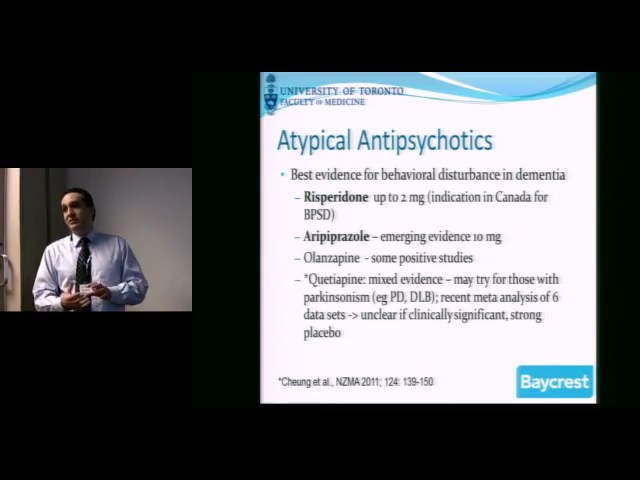 UNIVERSITY OF TORONTO
FACULTY OF MEDICINE
Atypical Antipsychotics
• Best evidence for behavioral disturbance in dementia
– Risperidone up to 2 mg (indication in Canada for
BPSD)
– Aripiprazole – emerging evidence 10 mg
– Olanzapine - some positive studies
– *Quetiapine: mixed evidence – may try for those with
parkinsonism (eg PD, DLB); recent meta analysis of 6
data sets -> unclear if clinically significant, strong
placebo
*Cheung et al., NZMA 2011; 124: 139-150
Baycrest